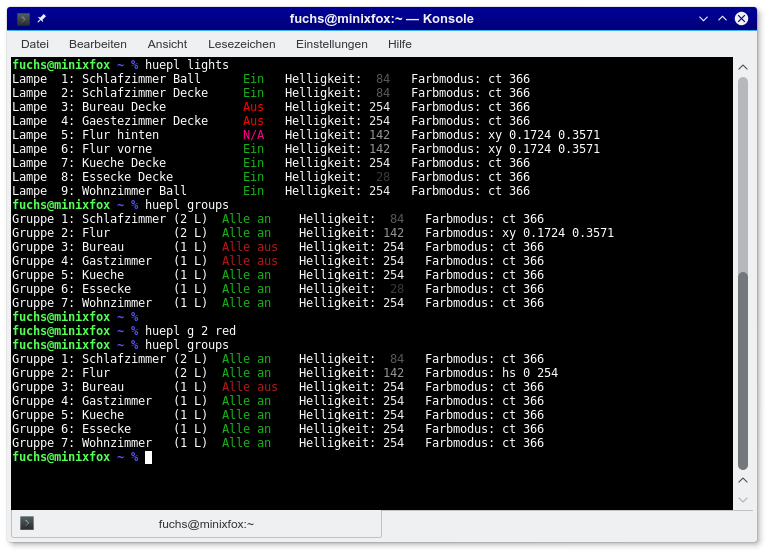 fuchs@minixfox:~ — Konsole
Datei Bearbeiten Ansicht Lesezeichen Einstellungen Hilfe
fuchs@minixfox ~ % huepl lights
Lampe  1: Schlafzimmer Ball      Ein   Helligkeit:  84   Farbmodus: ct 366
Lampe  2: Schlafzimmer Decke     Ein   Helligkeit:  84   Farbmodus: ct 366
Lampe  3: Bureau Decke           Aus   Helligkeit: 254   Farbmodus: ct 366
Lampe  4: Gaestezimmer Decke     Aus   Helligkeit: 254   Farbmodus: ct 366
Lampe  5: Flur hinten            N/A   Helligkeit: 142   Farbmodus: xy 0.1724 0.3571
Lampe  6: Flur vorne             Ein   Helligkeit: 142   Farbmodus: xy 0.1724 0.3571
Lampe  7: Kueche Decke           Ein   Helligkeit: 254   Farbmodus: ct 366
Lampe  8: Essecke Decke          Ein   Helligkeit:  28   Farbmodus: ct 366
Lampe  9: Wohnzimmer Ball        Ein   Helligkeit: 254   Farbmodus: ct 366
fuchs@minixfox ~ % huepl groups
Gruppe 1: Schlafzimmer (2 L)  Alle an    Helligkeit:  84   Farbmodus: ct 366
Gruppe 2: Flur         (2 L)  Alle an    Helligkeit: 142   Farbmodus: xy 0.1724 0.3571
Gruppe 3: Bureau       (1 L)  Alle aus   Helligkeit: 254   Farbmodus: ct 366
Gruppe 4: Gastzimmer   (1 L)  Alle aus   Helligkeit: 254   Farbmodus: ct 366
Gruppe 5: Kueche       (1 L)  Alle an    Helligkeit: 254   Farbmodus: ct 366
Gruppe 6: Essecke      (1 L)  Alle an    Helligkeit:  28   Farbmodus: ct 366
Gruppe 7: Wohnzimmer   (1 L)  Alle an    Helligkeit: 254   Farbmodus: ct 366
fuchs@minixfox ~ %
fuchs@minixfox ~ % huepl g 2 red
fuchs@minixfox ~ % huepl groups
Gruppe 1: Schlafzimmer (2 L)  Alle an    Helligkeit:  84   Farbmodus: ct 366
Gruppe 2: Flur         (2 L)  Alle an    Helligkeit: 142   Farbmodus: hs 0 254
Gruppe 3: Bureau       (1 L)  Alle aus   Helligkeit: 254   Farbmodus: ct 366
Gruppe 4: Gastzimmer   (1 L)  Alle an    Helligkeit: 254   Farbmodus: ct 366
Gruppe 5: Kueche       (1 L)  Alle an    Helligkeit: 254   Farbmodus: ct 366
Gruppe 6: Essecke      (1 L)  Alle an    Helligkeit: 254   Farbmodus: ct 366
Gruppe 7: Wohnzimmer   (1 L)  Alle an    Helligkeit: 254   Farbmodus: ct 366
fuchs@minixfox ~ %
fuchs@minixfox:~